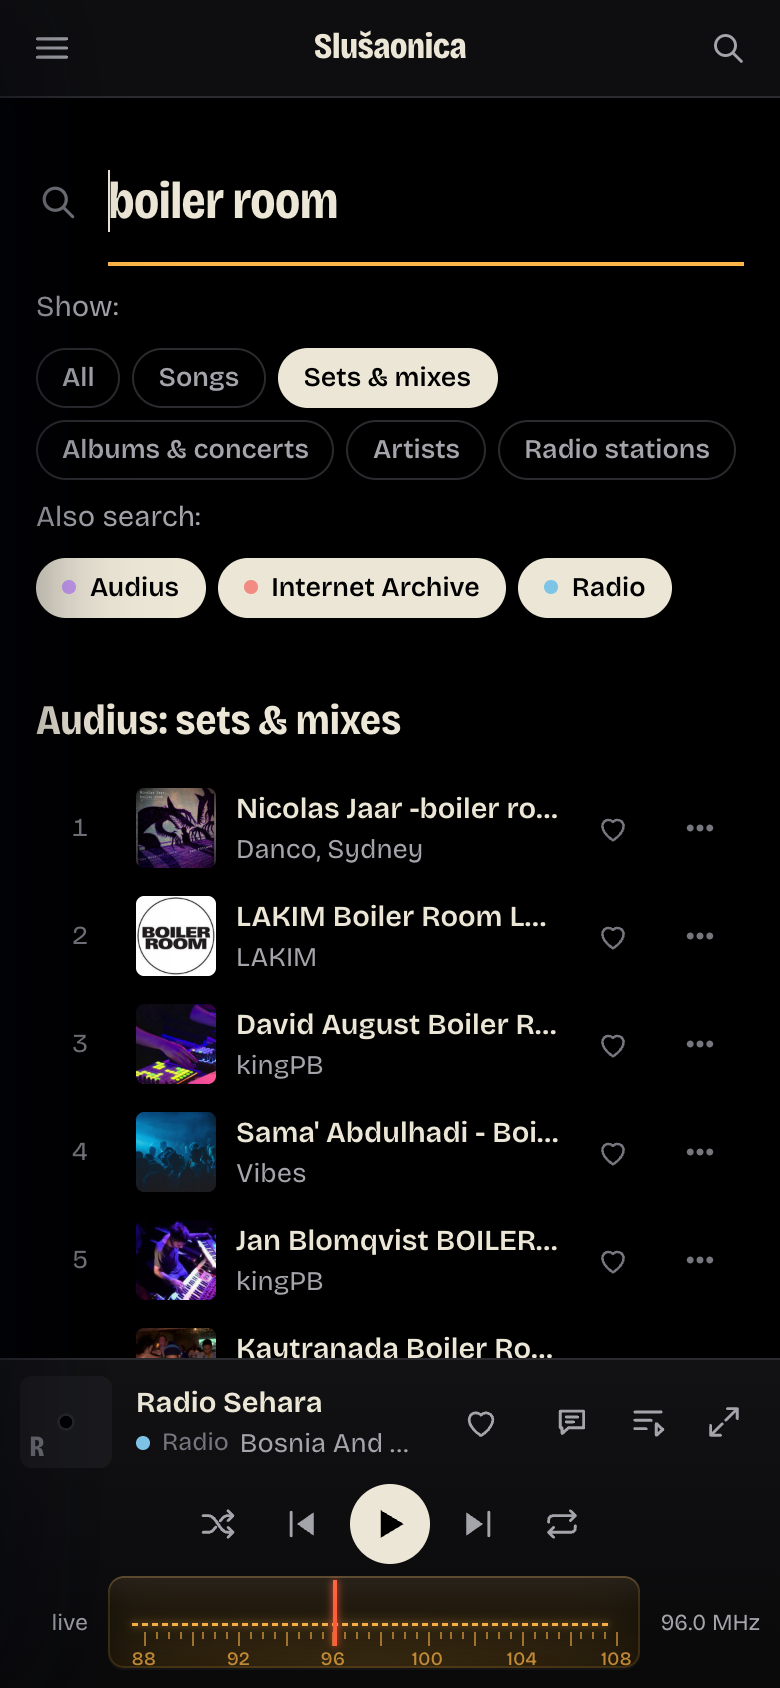 Slušaonica
boiler room
Show:
All
Songs
Sets & mixes
Albums & concerts
Artists
Radio stations
Also search:
Audius
Internet Archive
Radio
Audius: sets & mixes
1
Nicolas Jaar -boiler ro...
Danco, Sydney
2
BOILER
ROOM
LAKIM Boiler Room L...
LAKIM
3
David August Boiler R...
kingPB
4
Sama' Abdulhadi - Boi...
Vibes
5
Jan Blomqvist BOILER...
kingPB
Kaytranada Boiler Ro...
R
Radio Sehara
Radio Bosnia And ...
live
88 92 96 100 104 108
96.0 MHz